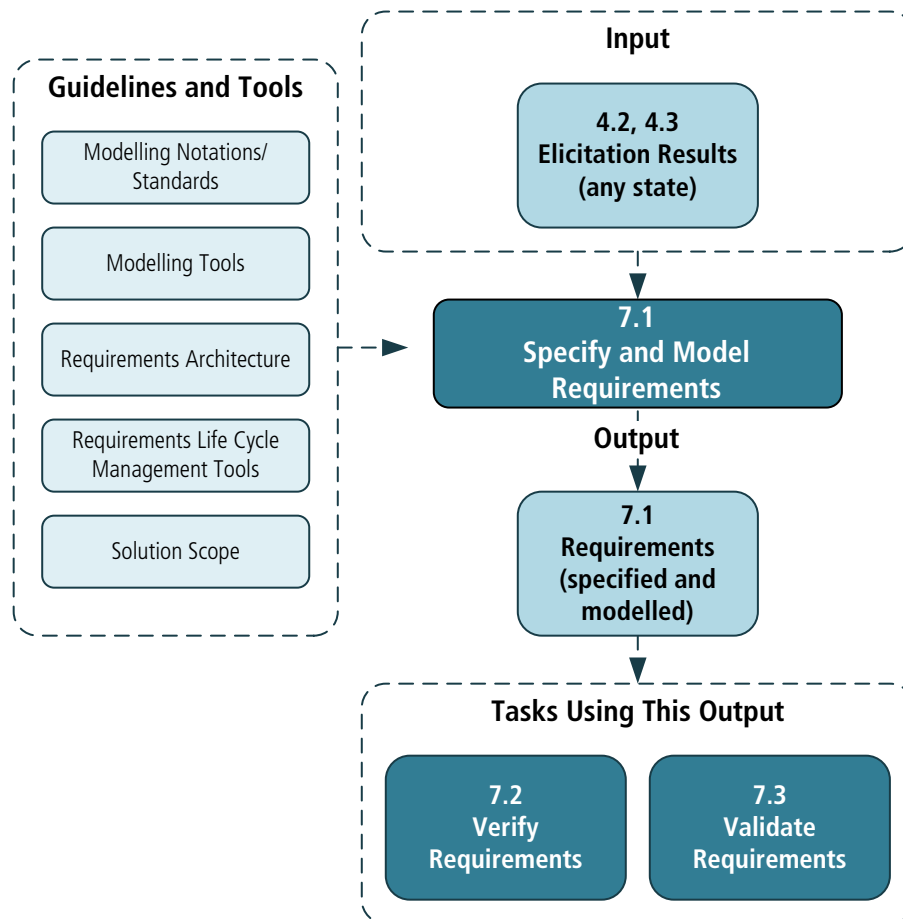 Input
4.2, 4.3
Elicitation Results
(any state)
Guidelines and Tools
Modelling Notations/
Standards
Modelling Tools
Requirements Architecture
Requirements Life Cycle
Management Tools
Solution Scope
7.1
Specify and Model
Requirements
Output
7.1
Requirements
(specified and
modelled)
Tasks Using This Output
7.2
Verify
Requirements
7.3
Validate
Requirements